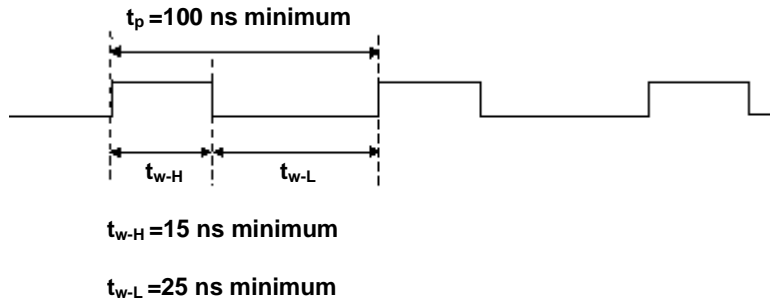 tp =100 ns minimum
tw-H
tw-L
tw-H =15 ns minimum
tw-L =25 ns minimum